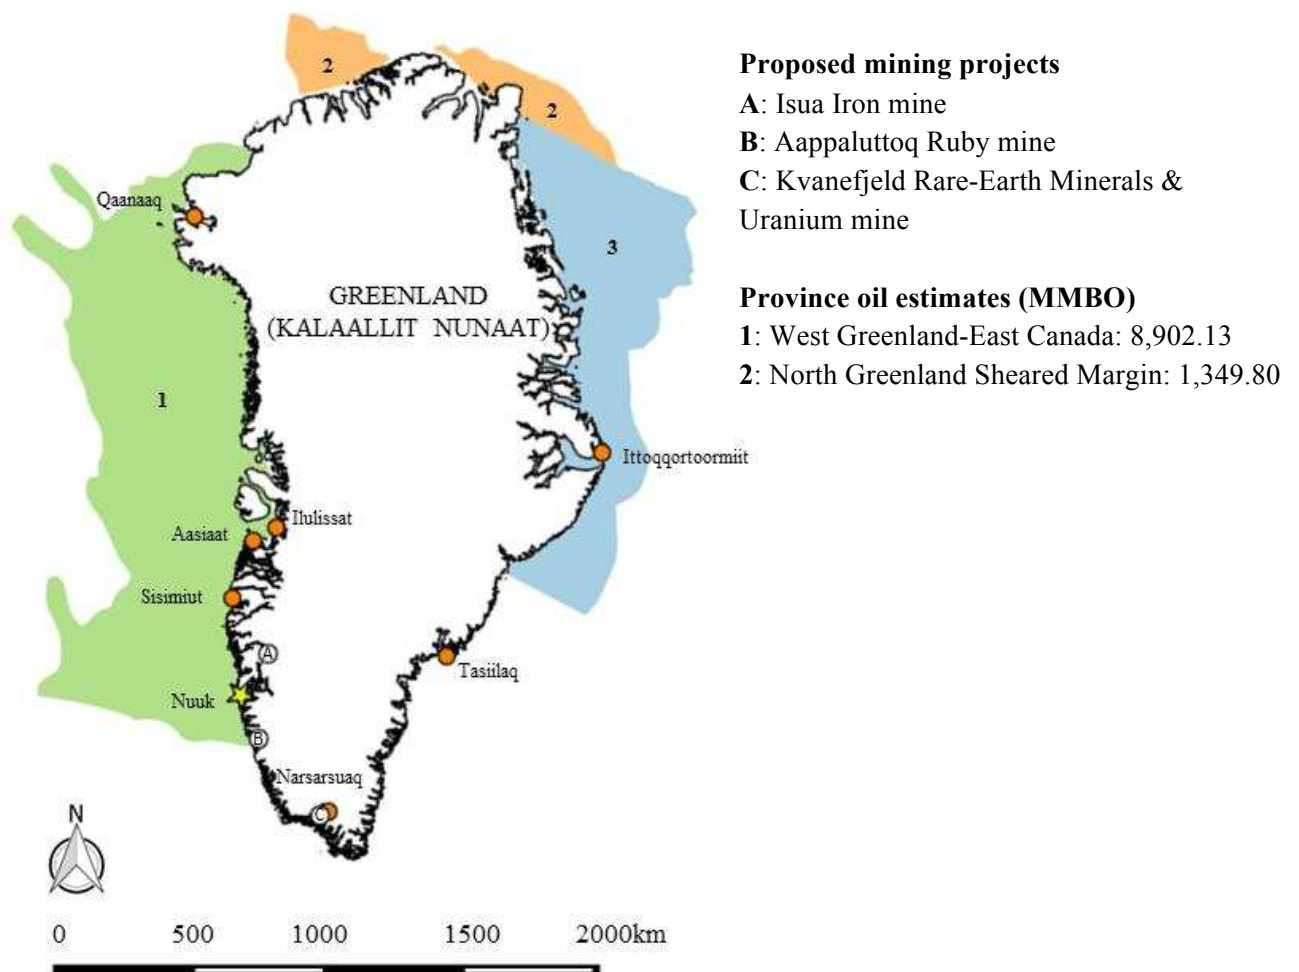 Proposed mining projects
A: Isua Iron mine
B: Aappaluttoq Ruby mine
C: Kvanefjeld Rare-Earth Minerals &
Uranium mine
Province oil estimates (MMBO)
1: West Greenland-East Canada: 8,902.13
2: North Greenland Sheared Margin: 1,349.80
2
2
Qaanaaq
3
GREENLAND
(KALAALLIT NUNAAT)
1
Ittoqqortoormiit
Ilulissat
Aasiaat
Sisimiut
A
Tasiilaq
Nuuk
B
Narsarsuaq
C
N
0 500 1000 1500 2000km